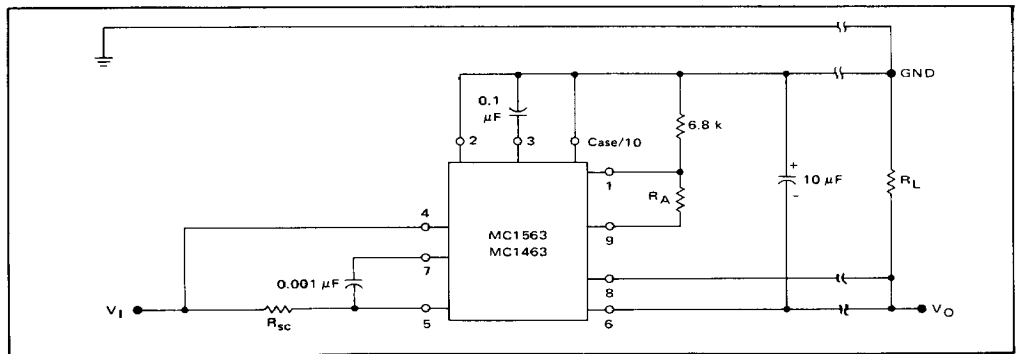 GND
0.1
µF
6.8 k
2
3
Case/10
1
+
10 µF
-
R_L
R_A
4
MC1563
MC1463
9
7
0.001 µF
8
V_I
R_sc
5
6
V_O